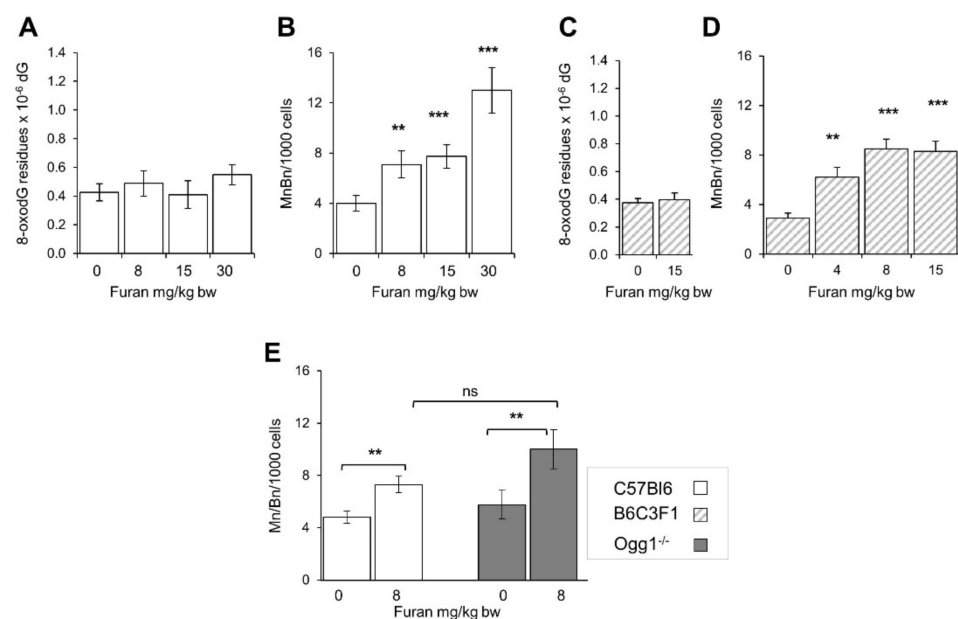 A
8-oxodG residues x 10⁻⁶ dG
1.4
1.2
1.0
0.8
0.6
0.4
0.2
0.0
0 8 15 30
Furan mg/kg bw
B
MnBn/1000 cells
16
12
8
4
0
** *** ***
0 8 15 30
Furan mg/kg bw
C
8-oxodG residues x 10⁻⁶ dG
1.4
1.2
1.0
0.8
0.6
0.4
0.2
0.0
0 15
Furan mg/kg bw
D
MnBn/1000 cells
16
12
8
4
0
** *** ***
0 4 8 15
Furan mg/kg bw
E
Mn/Bn/1000 cells
16
12
8
4
0
ns
** **
0 8 0 8
Furan mg/kg bw
C57Bl6
B6C3F1
Ogg1⁻/⁻